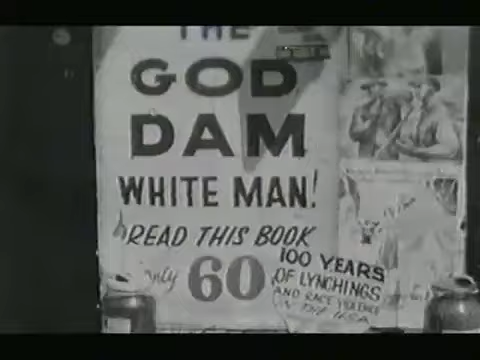 THE
GOD
DAM
WHITE MAN!
READ THIS BOOK
only 60
100 YEARS
OF LYNCHINGS
AND RACE VIOLENCE
IN THE USA